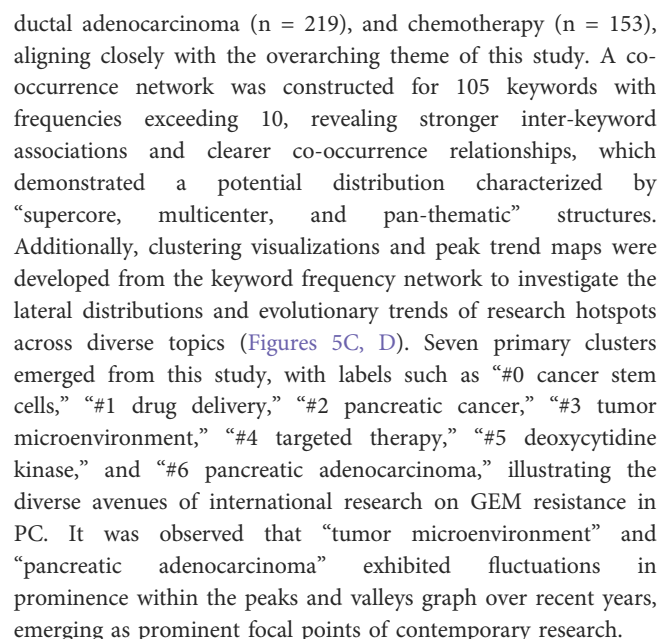 ductal adenocarcinoma (n = 219), and chemotherapy (n = 153),
aligning closely with the overarching theme of this study. A co-
occurrence network was constructed for 105 keywords with
frequencies exceeding 10, revealing stronger inter-keyword
associations and clearer co-occurrence relationships, which
demonstrated a potential distribution characterized by
“supercore, multicenter, and pan-thematic” structures.
Additionally, clustering visualizations and peak trend maps were
developed from the keyword frequency network to investigate the
lateral distributions and evolutionary trends of research hotspots
across diverse topics (Figures 5C, D). Seven primary clusters
emerged from this study, with labels such as “#0 cancer stem
cells,” “#1 drug delivery,” “#2 pancreatic cancer,” “#3 tumor
microenvironment,” “#4 targeted therapy,” “#5 deoxycytidine
kinase,” and “#6 pancreatic adenocarcinoma,” illustrating the
diverse avenues of international research on GEM resistance in
PC. It was observed that “tumor microenvironment” and
“pancreatic adenocarcinoma” exhibited fluctuations in
prominence within the peaks and valleys graph over recent years,
emerging as prominent focal points of contemporary research.